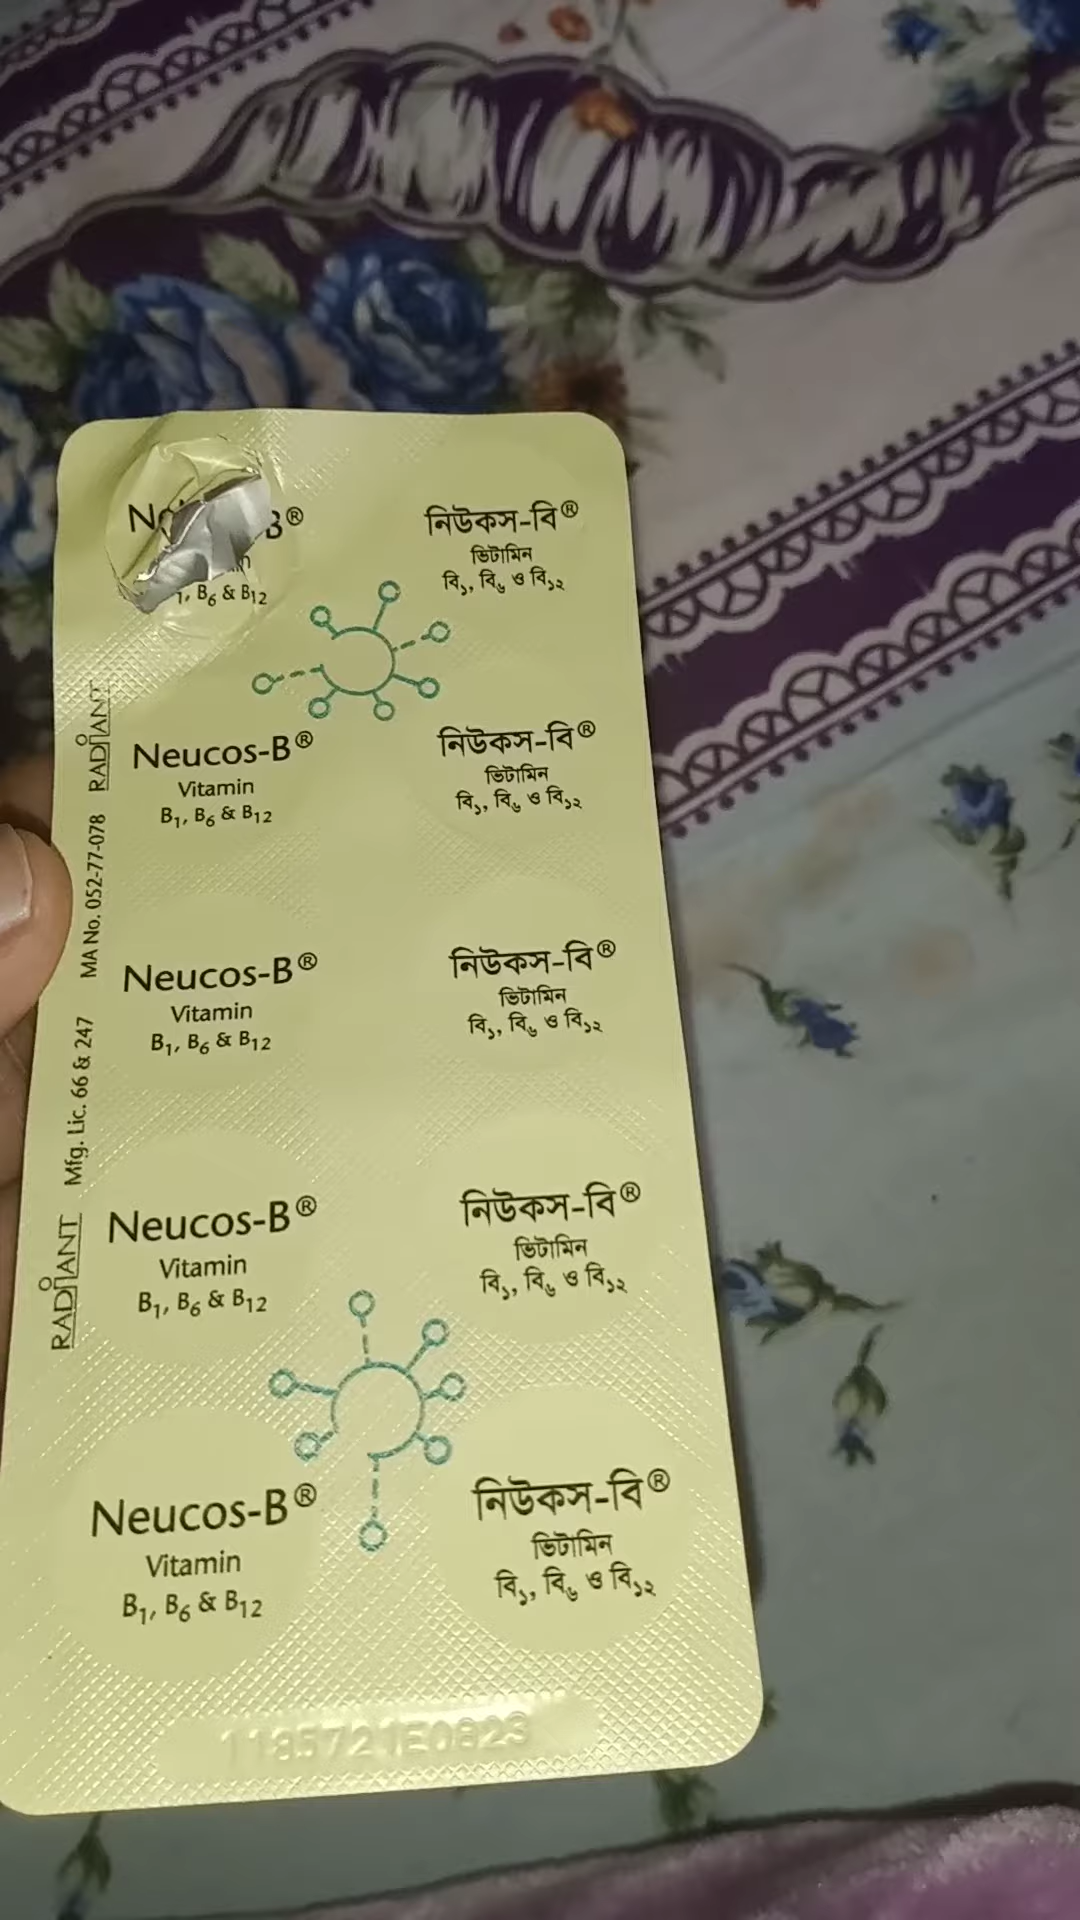 B®
B6 & B12
নিউকস-বি®
ভিটামিন
বি১, বি৬ ও বি১২
Neucos-B®
Vitamin
B1, B6 & B12
নিউকস-বি®
ভিটামিন
বি১, বি৬ ও বি১২
Neucos-B®
Vitamin
B1, B6 & B12
নিউকস-বি®
ভিটামিন
বি১, বি৬ ও বি১২
Neucos-B®
Vitamin
B1, B6 & B12
নিউকস-বি®
ভিটামিন
বি১, বি৬ ও বি১২
Neucos-B®
Vitamin
B1, B6 & B12
নিউকস-বি®
ভিটামিন
বি১, বি৬ ও বি১২
RADIANT Mfg. Lic. 66 & 247 MA No. 052-77-078 RADIANT